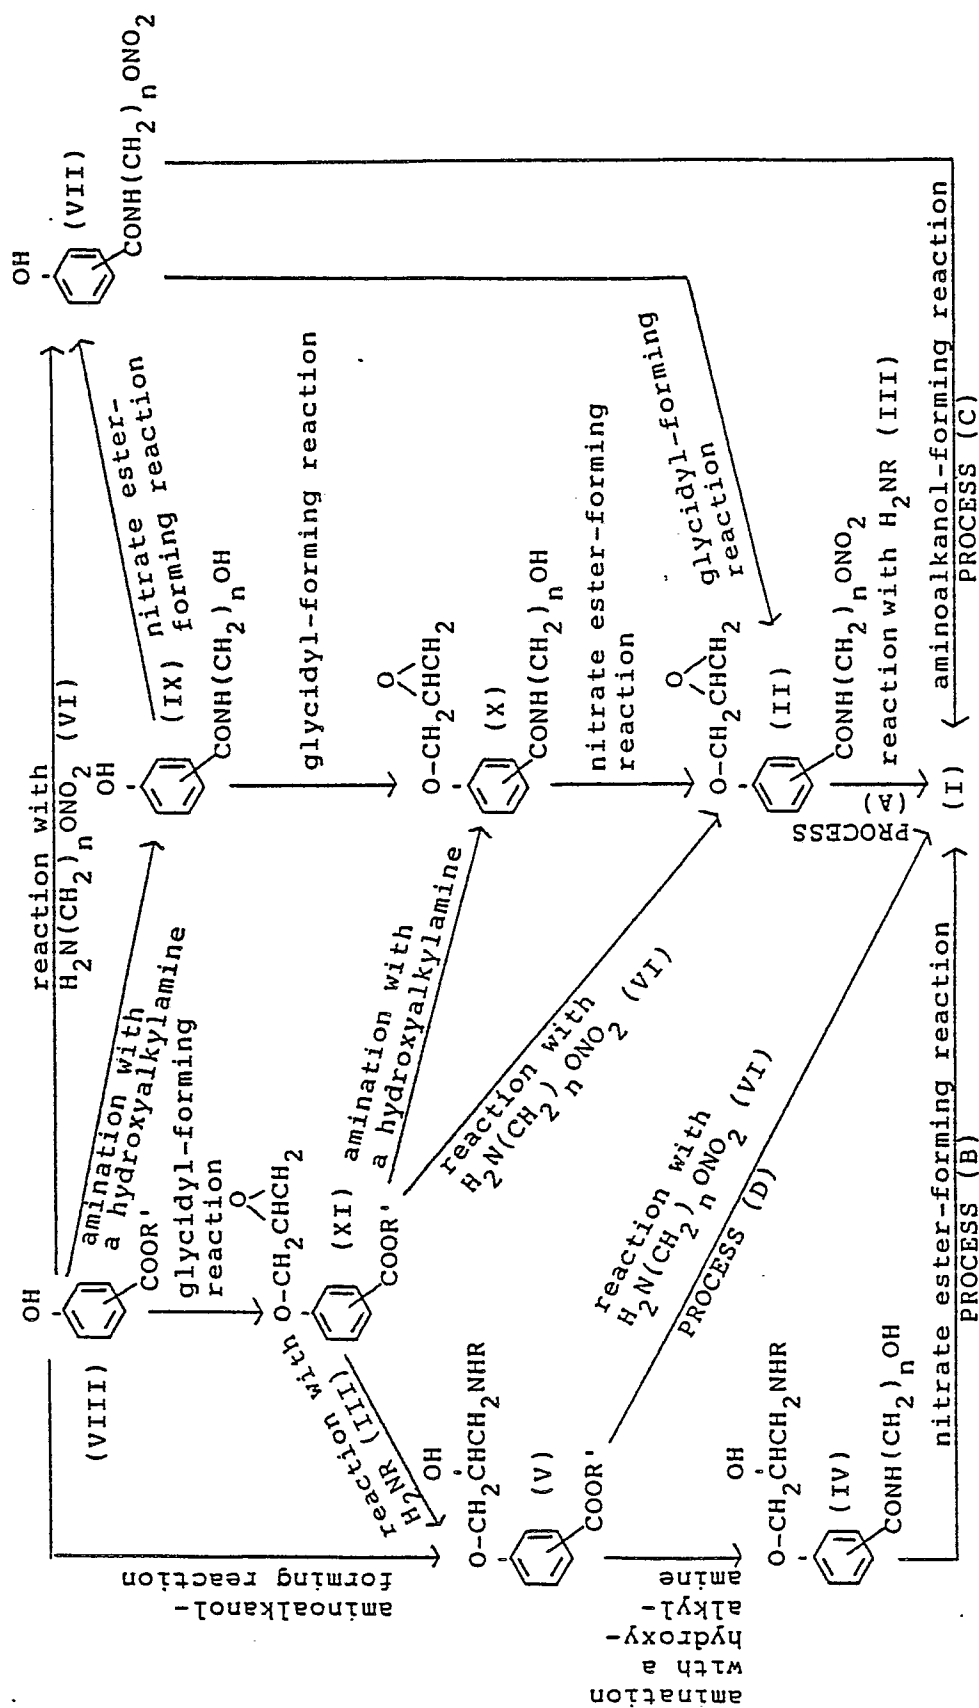 OH
(VII)
CONH(CH2)nONO2
reaction with
H2N(CH2)nONO2 (VI)
nitrate ester-
forming reaction
OH
(IX)
CONH(CH2)nOH
amination with
a hydroxyalkylamine
OH
(VIII)
COOR'
glycidyl-forming
reaction
glycidyl-forming reaction
O
O-CH2CHCH2
(XI)
COOR'
amination with
a hydroxyalkylamine
O
O-CH2CHCH2
(X)
CONH(CH2)nOH
nitrate ester-forming
reaction
glycidyl-forming
reaction
reaction with
H2N(CH2)nONO2 (VI)
O
O-CH2CHCH2
(II)
CONH(CH2)nONO2
aminoalkanol-
forming reaction
reaction with
H2NR (III)
OH
O-CH2CHCH2NHR
(V)
COOR'
reaction with
H2N(CH2)nONO2 (VI)
PROCESS (D)
PROCESS
(A)
reaction with H2NR (III)
amination
with a
hydroxy-
alkyl-
amine
OH
O-CH2CHCH2NHR
(IV)
CONH(CH2)nOH
nitrate ester-forming reaction
PROCESS (B)
(I)
aminoalkanol-forming reaction
PROCESS (C)